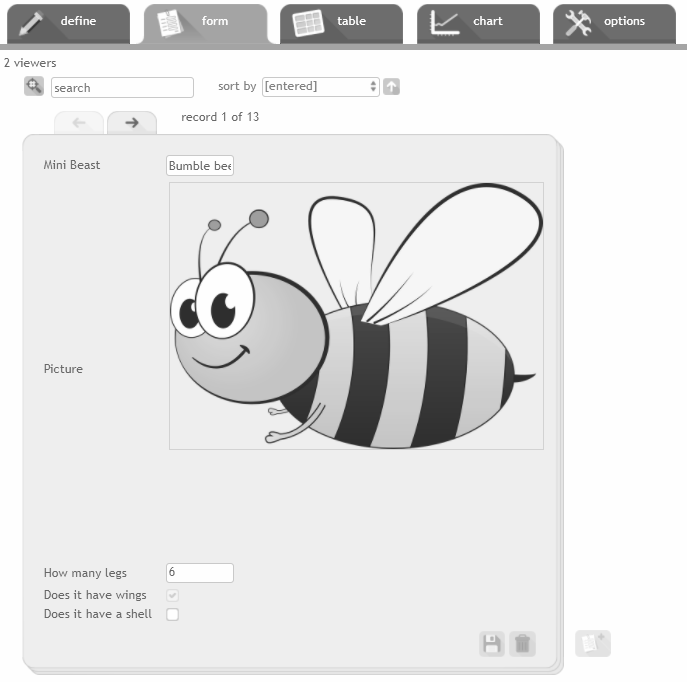 define form table chart options
2 viewers
search sort by [entered]
record 1 of 13
Mini Beast Bumble bee
Picture
How many legs 6
Does it have wings
Does it have a shell